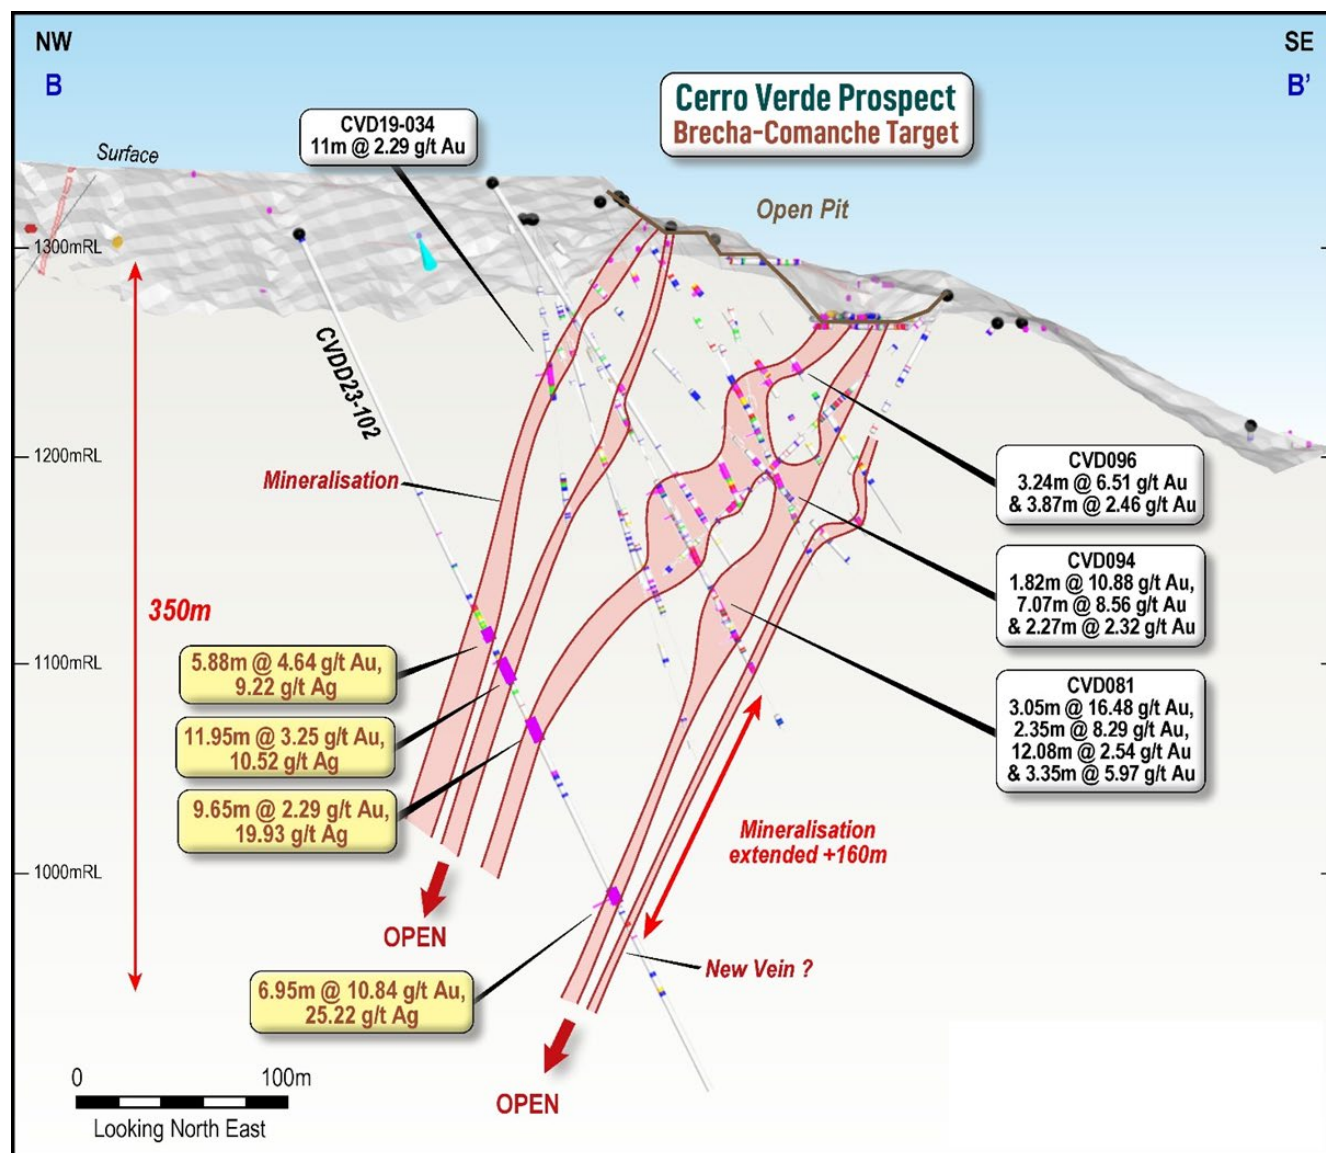 NW
SE
B
B'
Cerro Verde Prospect
Brecha-Comanche Target
CVD19-034
11m @ 2.29 g/t Au
Surface
Open Pit
1300mRL
CVDD23-102
1200mRL
Mineralisation
CVD096
3.24m @ 6.51 g/t Au
& 3.87m @ 2.46 g/t Au
CVD094
1.82m @ 10.88 g/t Au,
7.07m @ 8.56 g/t Au
& 2.27m @ 2.32 g/t Au
350m
1100mRL
5.88m @ 4.64 g/t Au,
9.22 g/t Ag
CVD081
3.05m @ 16.48 g/t Au,
2.35m @ 8.29 g/t Au,
12.08m @ 2.54 g/t Au
& 3.35m @ 5.97 g/t Au
11.95m @ 3.25 g/t Au,
10.52 g/t Ag
9.65m @ 2.29 g/t Au,
19.93 g/t Ag
Mineralisation
extended +160m
1000mRL
OPEN
New Vein ?
6.95m @ 10.84 g/t Au,
25.22 g/t Ag
OPEN
0 100m
Looking North East